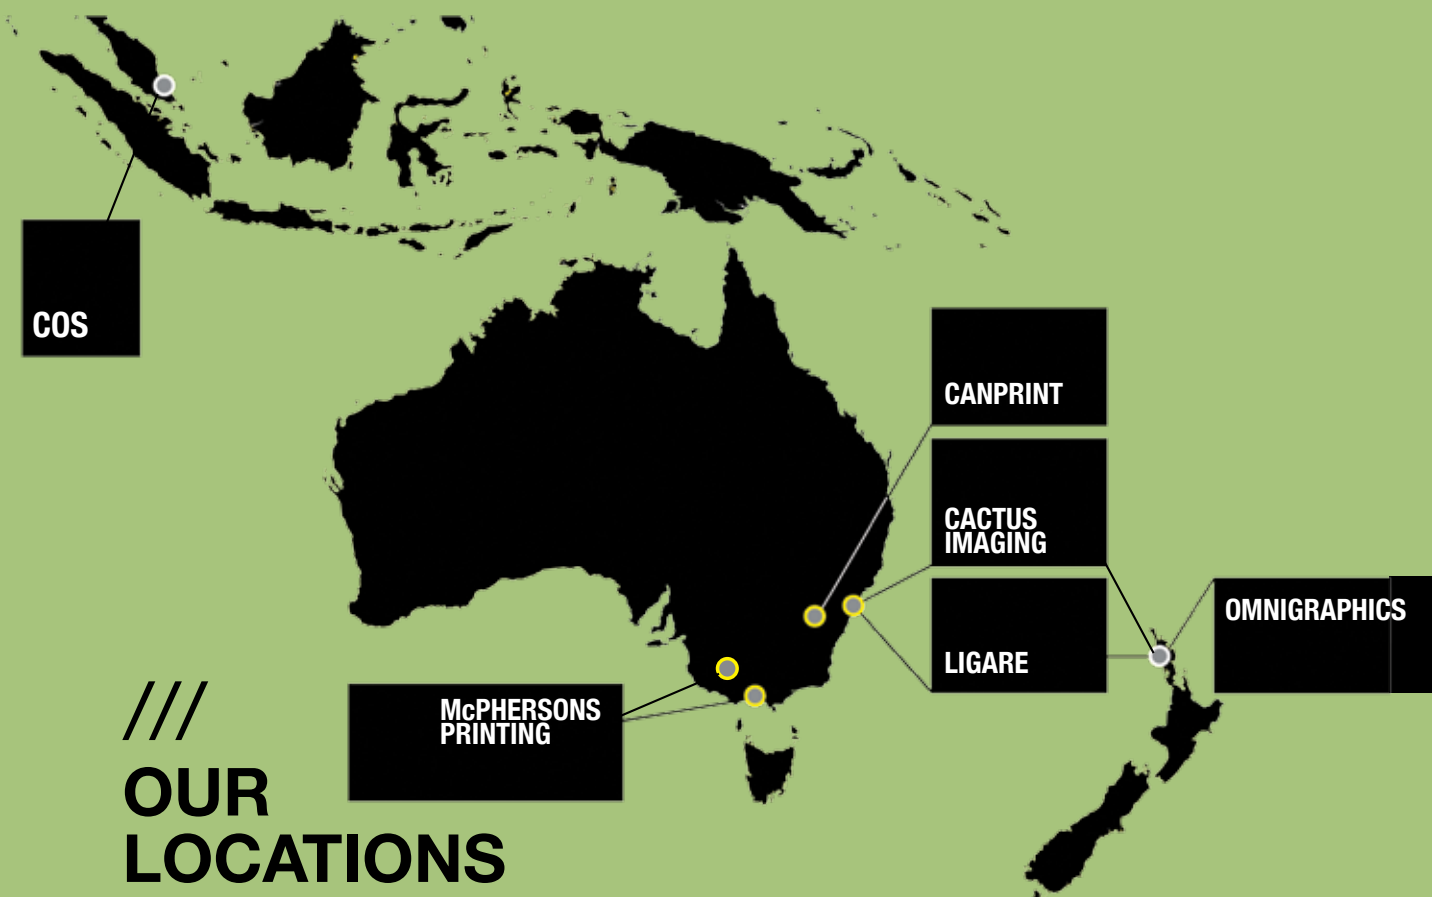 COS
CANPRINT
CACTUS
IMAGING
LIGARE
OMNIGRAPHICS
McPHERSONS
PRINTING
///
OUR
LOCATIONS